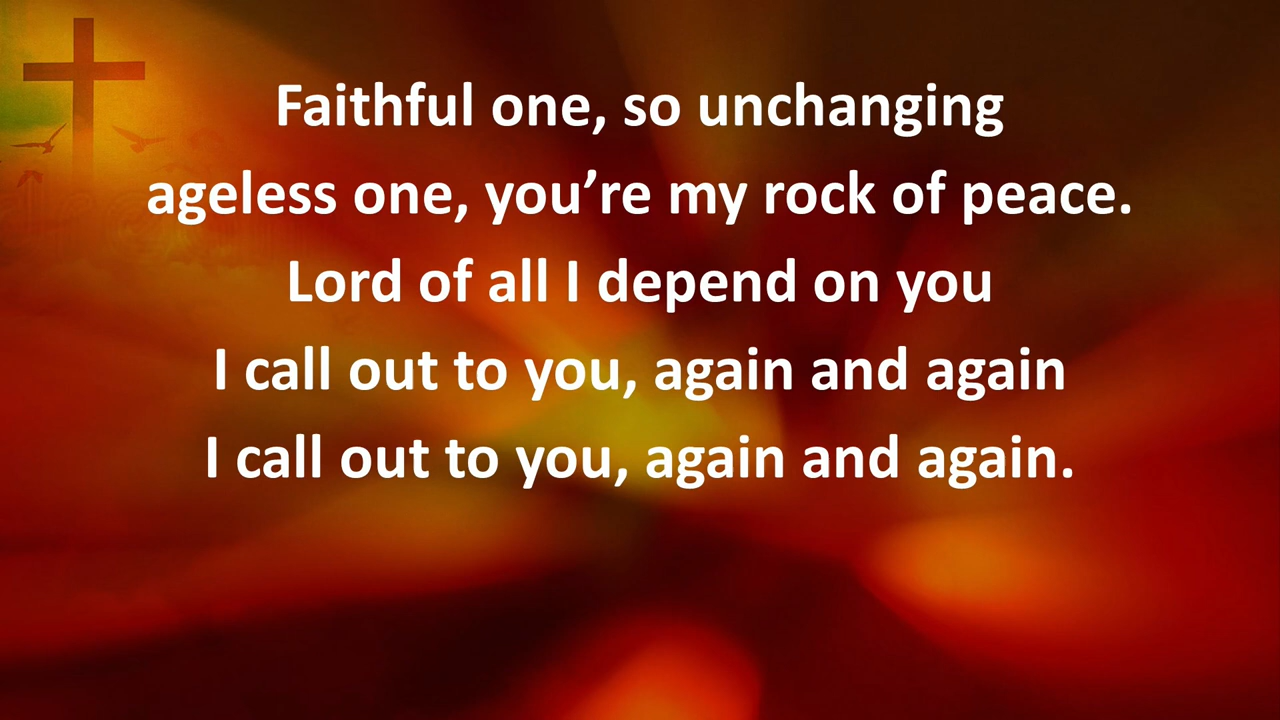 Faithful one, so unchanging
ageless one, you’re my rock of peace.
Lord of all I depend on you
I call out to you, again and again
I call out to you, again and again.